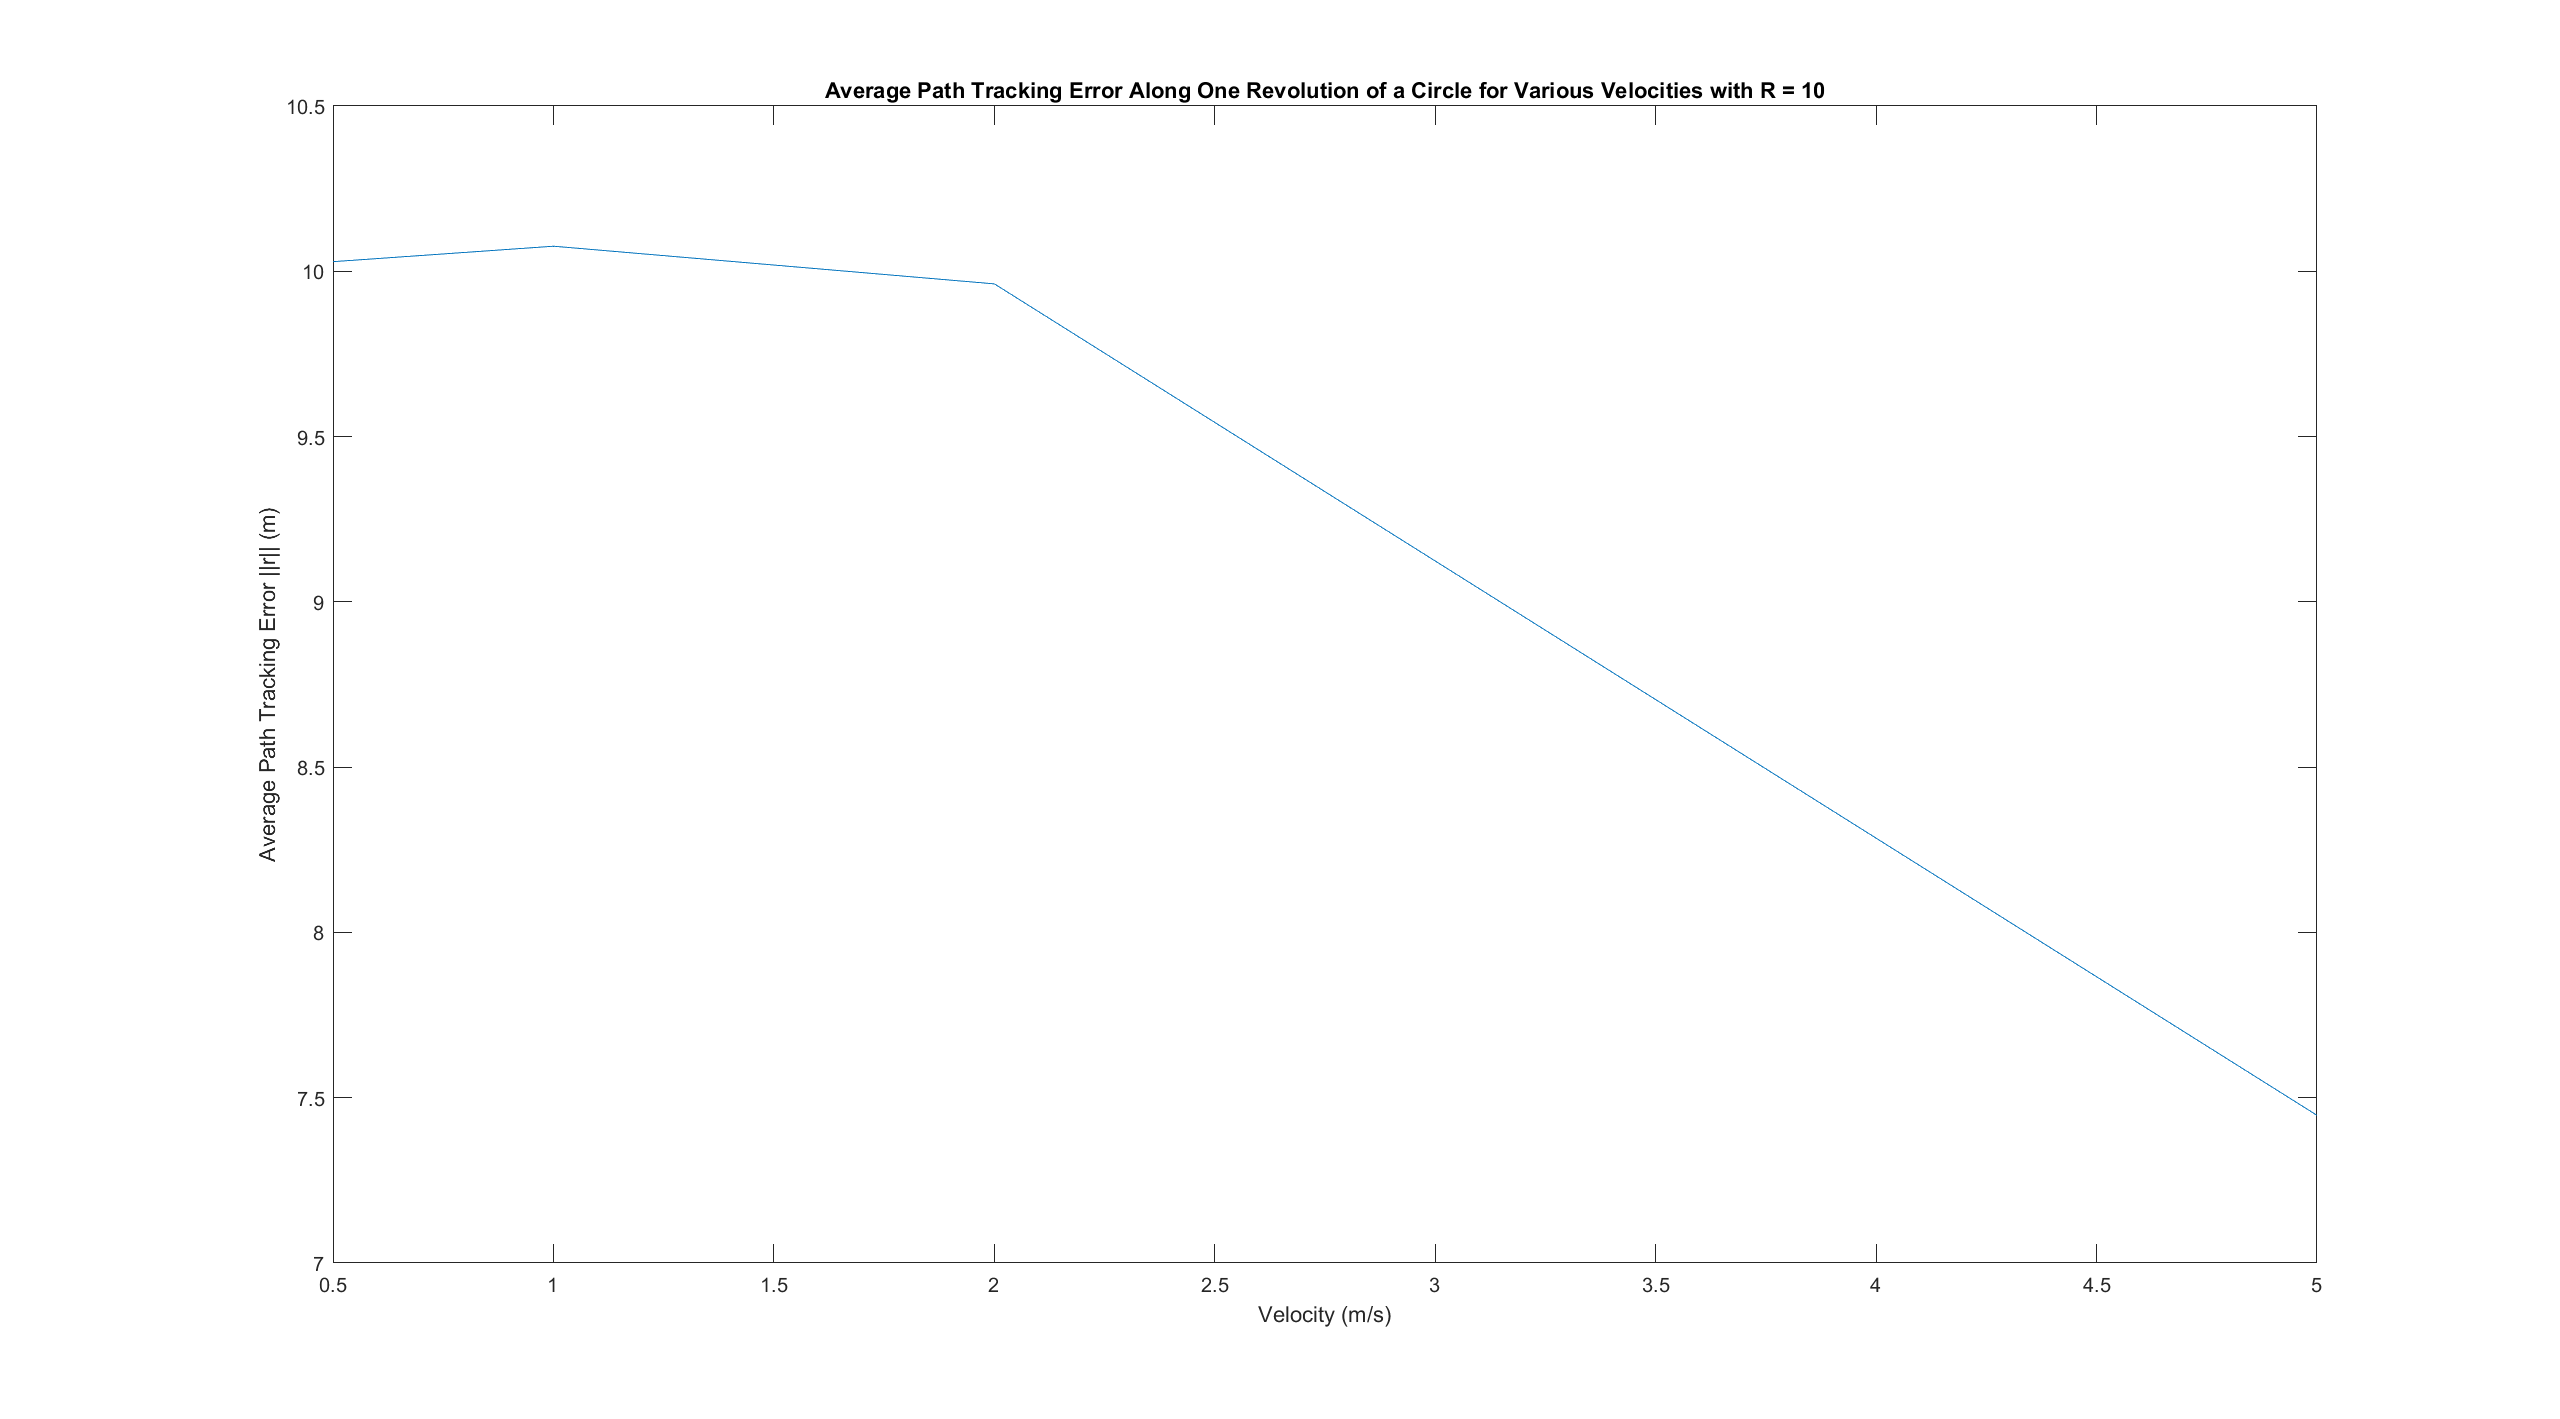 Average Path Tracking Error Along One Revolution of a Circle for Various Velocities with R = 10
10.5
10
9.5
9
8.5
8
7.5
7
Average Path Tracking Error ||r|| (m)
0.5 1 1.5 2 2.5 3 3.5 4 4.5 5
Velocity (m/s)